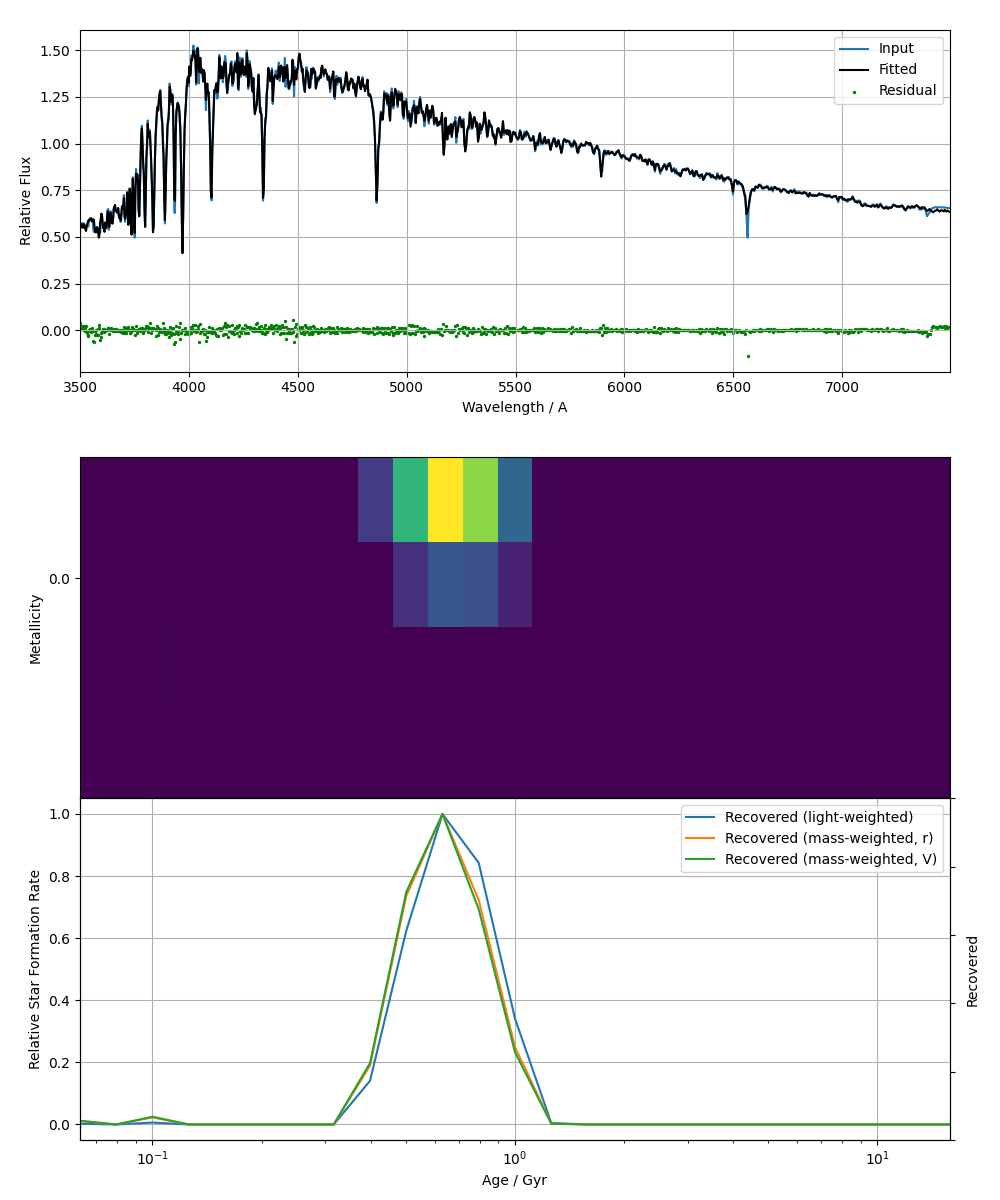 1.50
1.25
1.00
0.75
0.50
0.25
0.00
Relative Flux
Input
Fitted
Residual
3500 4000 4500 5000 5500 6000 6500 7000
Wavelength / A
0.0
Metallicity
1.0
0.8
0.6
0.4
0.2
0.0
Relative Star Formation Rate
Recovered (light-weighted)
Recovered (mass-weighted, r)
Recovered (mass-weighted, V)
Recovered
10⁻¹ 10⁰ 10¹
Age / Gyr